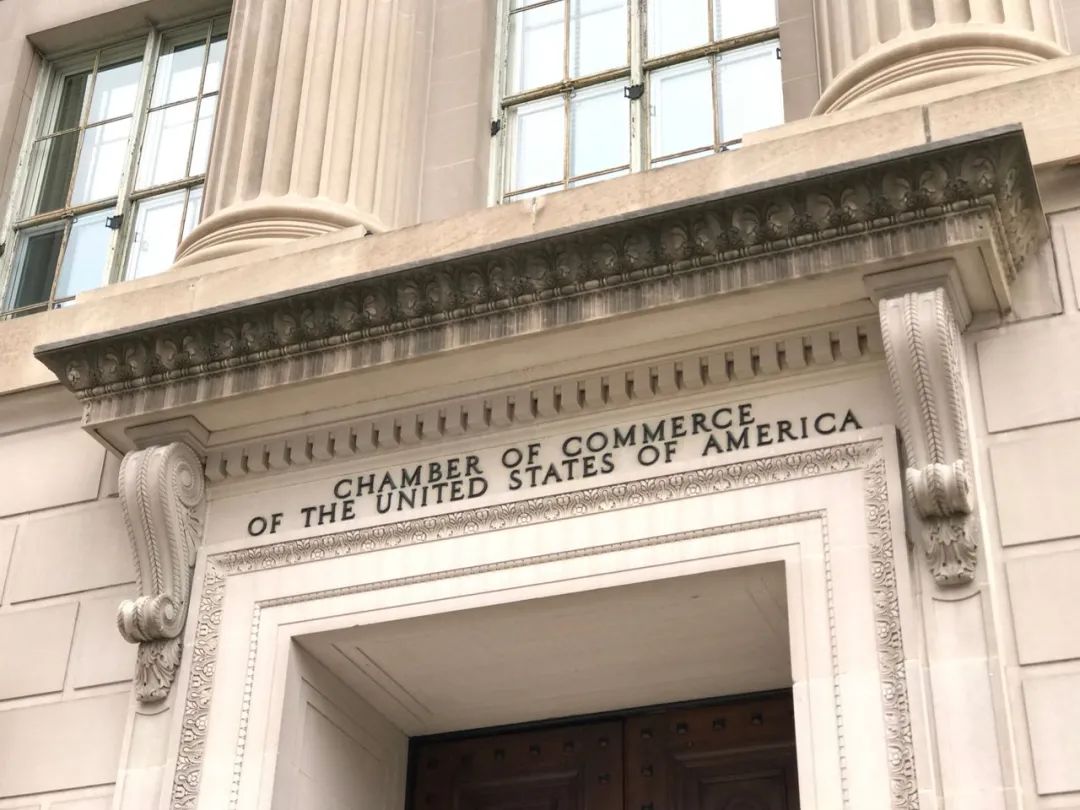 CHAMBER OF COMMERCE
OF THE UNITED STATES OF AMERICA